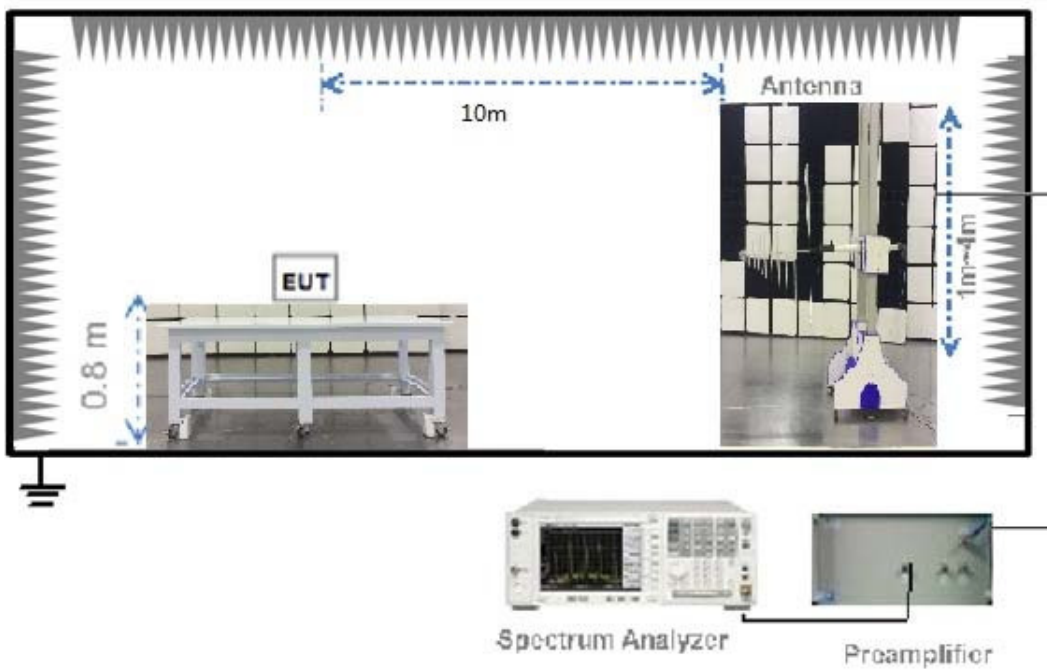 10m
Antenna
1m~4m
EUT
0.8 m
Spectrum Analyzer
Preamplifier